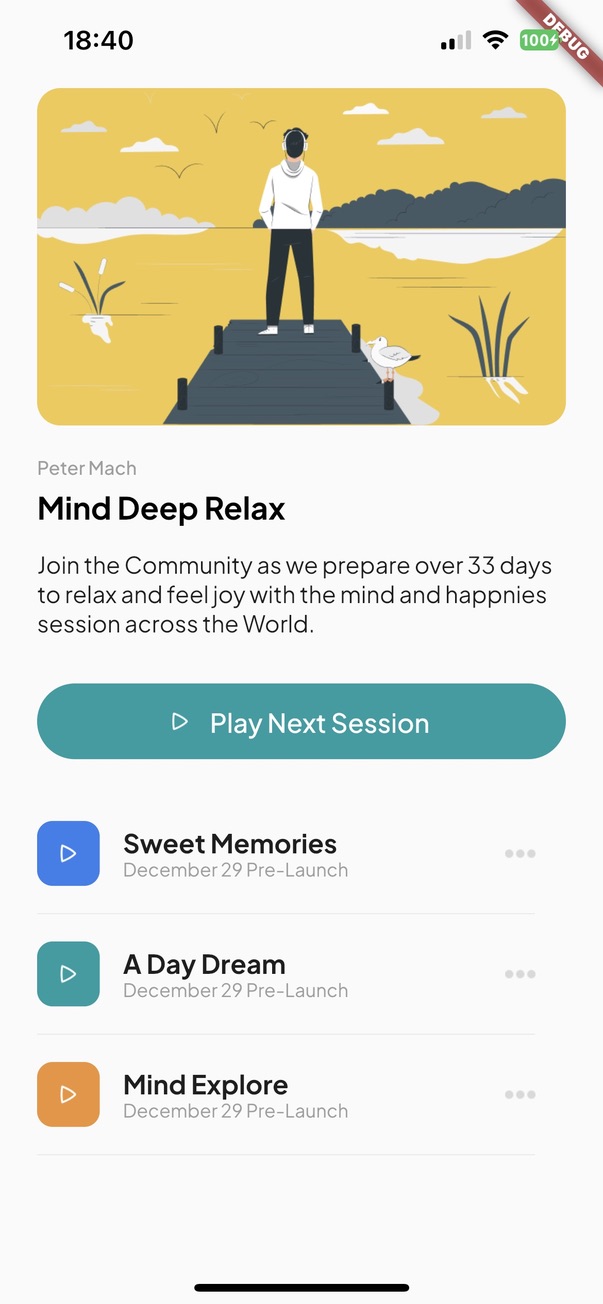 18:40
100
DEBUG
Peter Mach
Mind Deep Relax
Join the Community as we prepare over 33 days
to relax and feel joy with the mind and happnies
session across the World.
Play Next Session
Sweet Memories
December 29 Pre-Launch
A Day Dream
December 29 Pre-Launch
Mind Explore
December 29 Pre-Launch